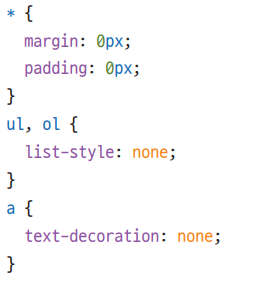 * {
  margin: 0px;
  padding: 0px;
}
ul, ol {
  list-style: none;
}
a {
  text-decoration: none;
}